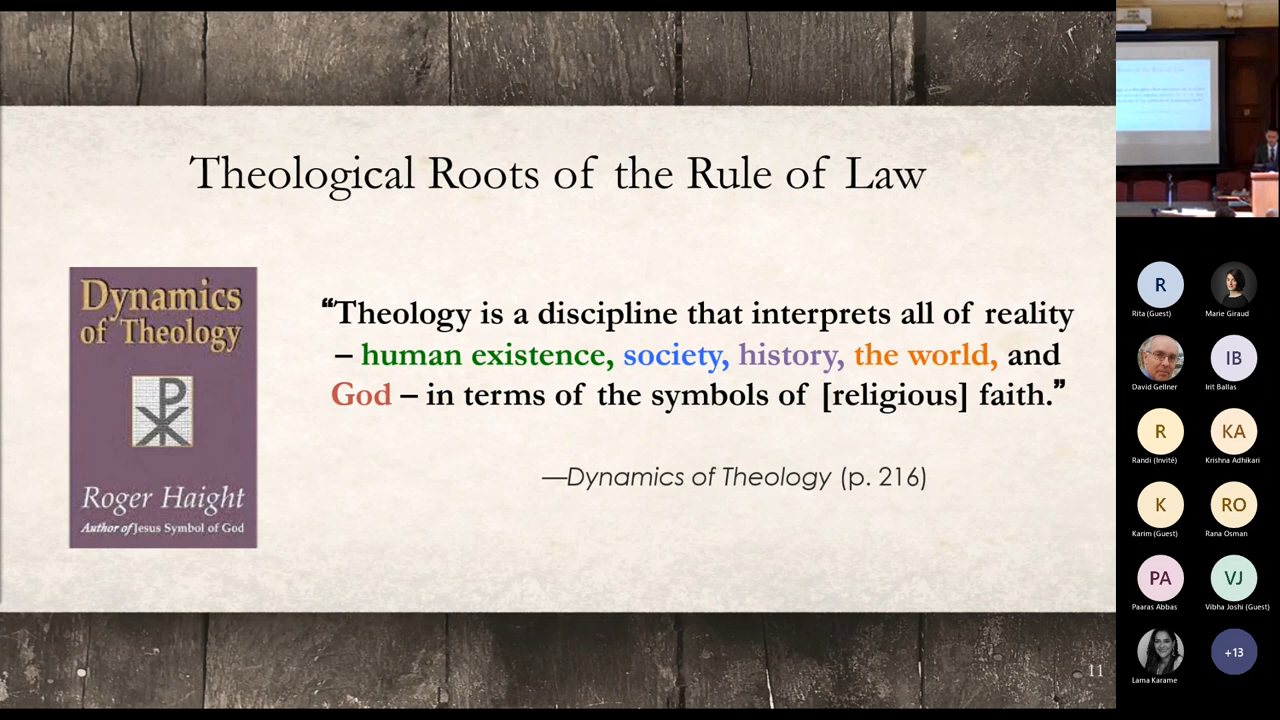 Theological Roots of the Rule of Law
Dynamics
of Theology
Roger Haight
Author of Jesus Symbol of God
“Theology is a discipline that interprets all of reality
– human existence, society, history, the world, and
God – in terms of the symbols of [religious] faith.”
—Dynamics of Theology (p. 216)
11
R
Rita (Guest)
Marie Giraud
David Gellner
IB
Irit Ballas
R
Randi (Invité)
KA
Krishna Adhikari
K
Karim (Guest)
RO
Rana Osman
PA
Paaras Abbas
VJ
Vibha Joshi (Guest)
Lama Karame
+13